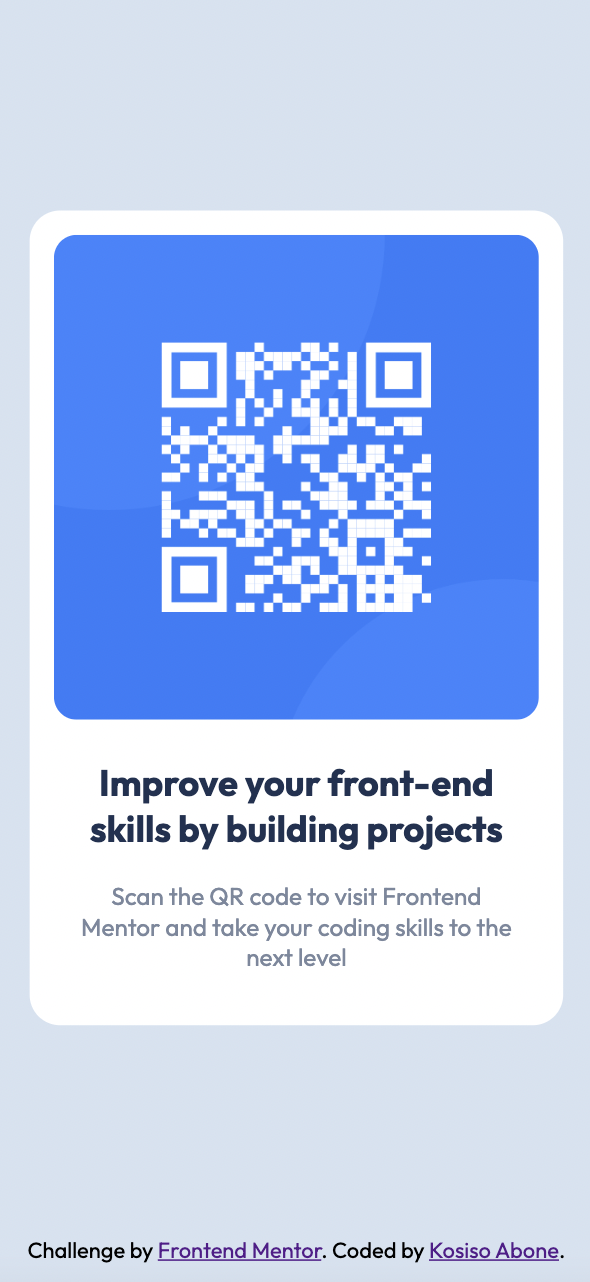 Improve your front-end
skills by building projects
Scan the QR code to visit Frontend
Mentor and take your coding skills to the
next level
Challenge by Frontend Mentor. Coded by Kosiso Abone.